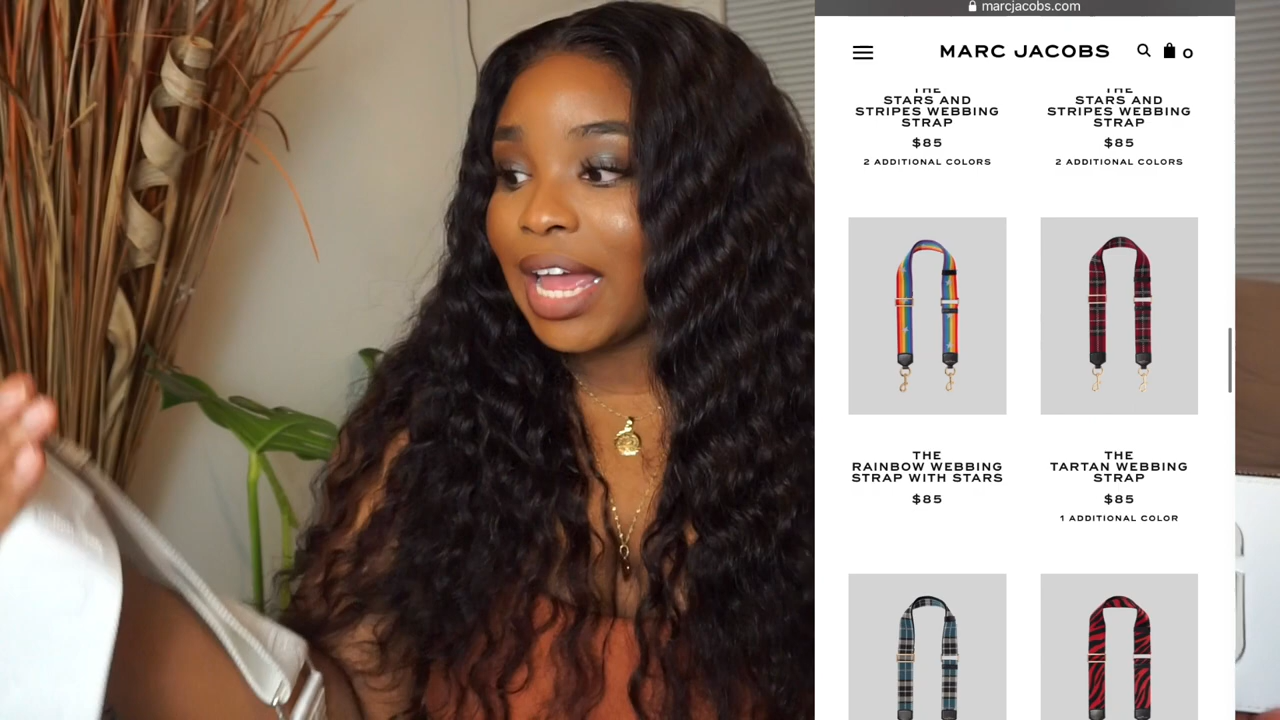 marcjacobs.com
MARC JACOBS
0
THE
STARS AND
STRIPES WEBBING
STRAP
$85
2 ADDITIONAL COLORS
THE
STARS AND
STRIPES WEBBING
STRAP
$85
2 ADDITIONAL COLORS
THE
RAINBOW WEBBING
STRAP WITH STARS
$85
THE
TARTAN WEBBING
STRAP
$85
1 ADDITIONAL COLOR